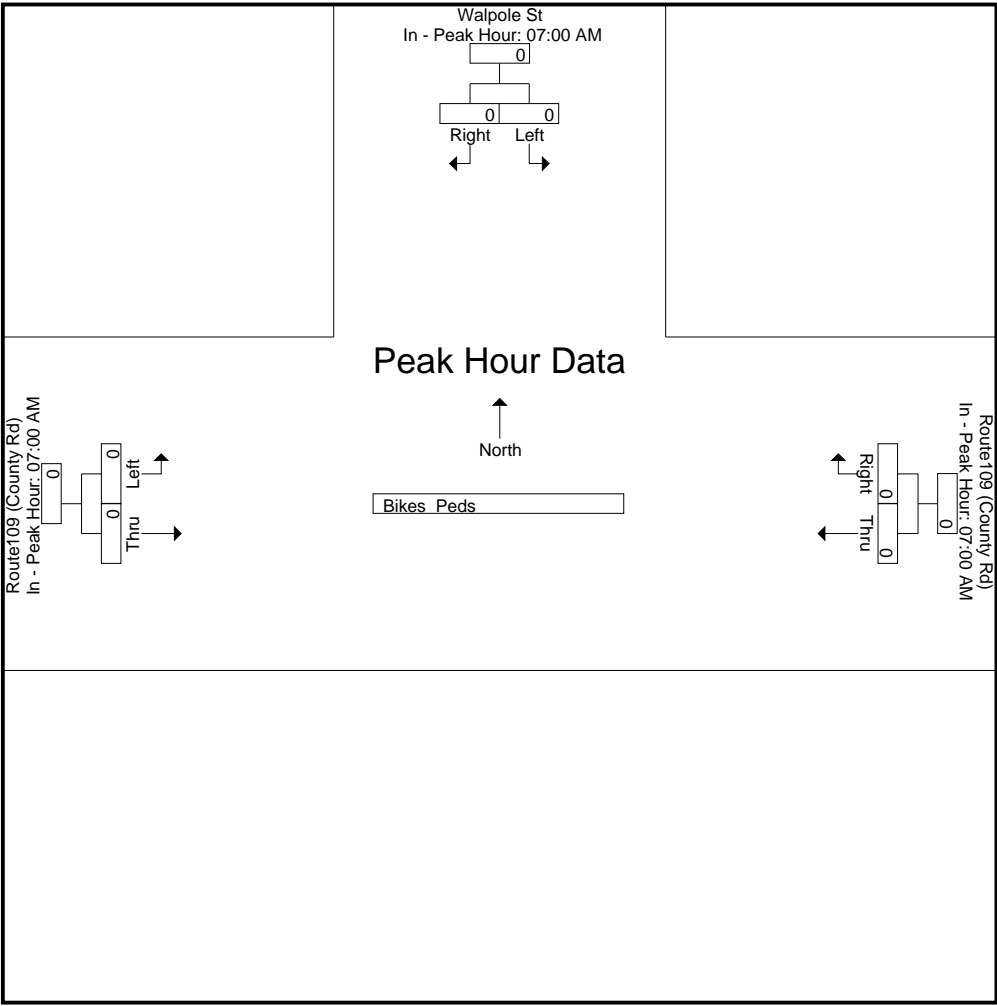 Walpole St
In - Peak Hour: 07:00 AM
0
0 0
Right Left
Peak Hour Data
North
Bikes Peds
Route109 (County Rd)
In - Peak Hour: 07:00 AM
0
0 0
Left
Thru
Route109 (County Rd)
In - Peak Hour: 07:00 AM
0
0 0
Right
Thru